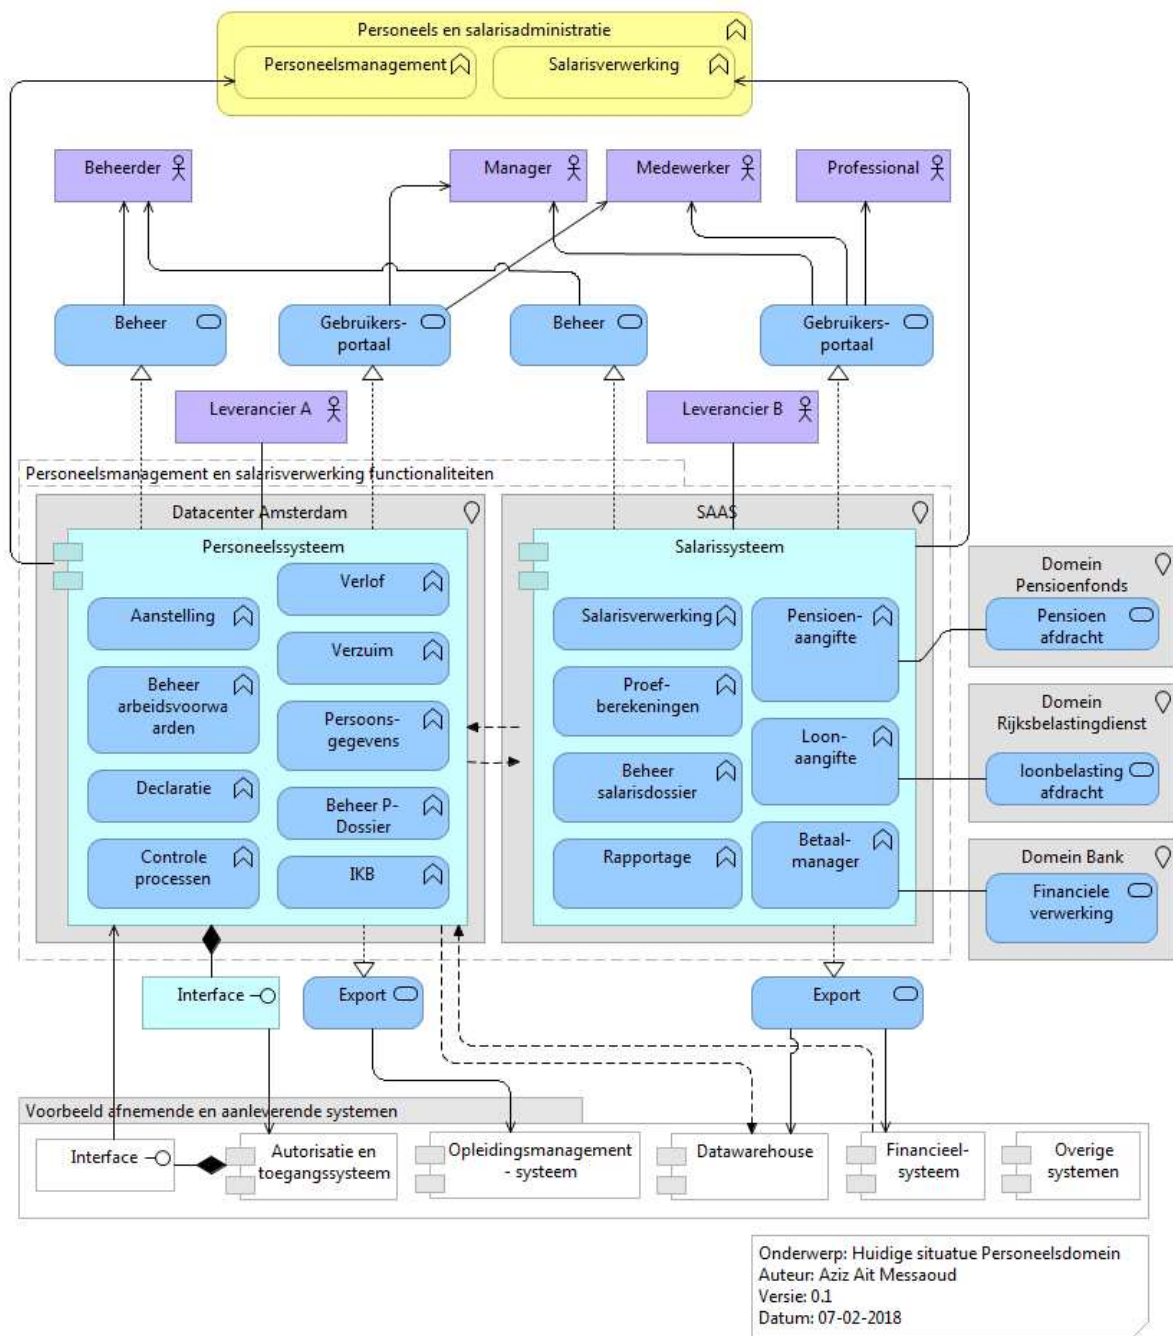 Personeels en salarisadministratie
Personeelsmanagement
Salarisverwerking
Beheerder
Manager
Medewerker
Professional
Beheer
Gebruikers-
portaal
Beheer
Gebruikers-
portaal
Leverancier A
Leverancier B
Personeelsmanagement en salarisverwerking functionaliteiten
Datacenter Amsterdam
Personeelssysteem
Verlof
Aanstelling
Verzuim
Beheer
arbeidsvoorwa
arden
Persoons-
gegevens
Declaratie
Beheer P-
Dossier
Controle
processen
IKB
SAAS
Salarissysteem
Salarisverwerking
Pensioen-
aangifte
Proef-
berekeningen
Loon-
aangifte
Beheer
salarisdossier
Rapportage
Betaal-
manager
Domein
Pensioenfonds
Pensioen
afdracht
Domein
Rijksbelastingdienst
loonbelasting
afdracht
Domein Bank
Financiele
verwerking
Interface
Export
Export
Voorbeeld afnemende en aanleverende systemen
Interface
Autorisatie en
toegangssysteem
Opleidingsmanagement
- systeem
Datawarehouse
Financieel-
systeem
Overige
systemen
Onderwerp: Huidige situatue Personeelsdomein
Auteur: Aziz Ait Messaoud
Versie: 0.1
Datum: 07-02-2018